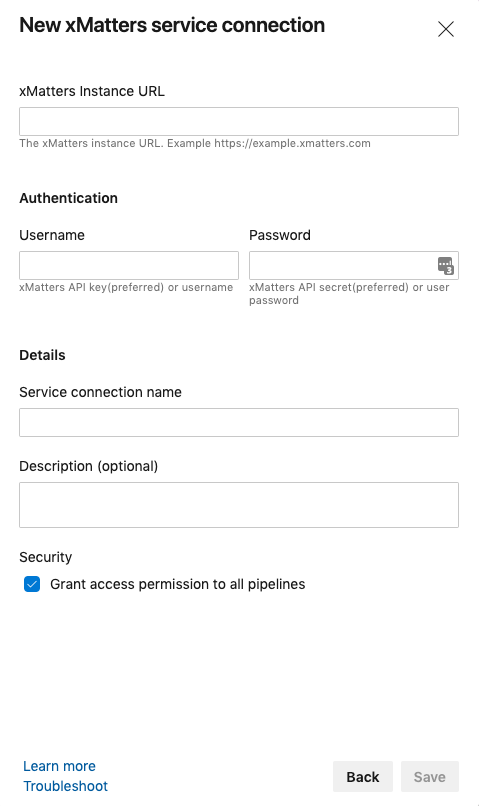 New xMatters service connection
xMatters Instance URL
The xMatters instance URL. Example https://example.xmatters.com
Authentication
Username
Password
3
xMatters API key(preferred) or username
xMatters API secret(preferred) or user
password
Details
Service connection name
Description (optional)
Security
Grant access permission to all pipelines
Learn more
Troubleshoot
Back
Save